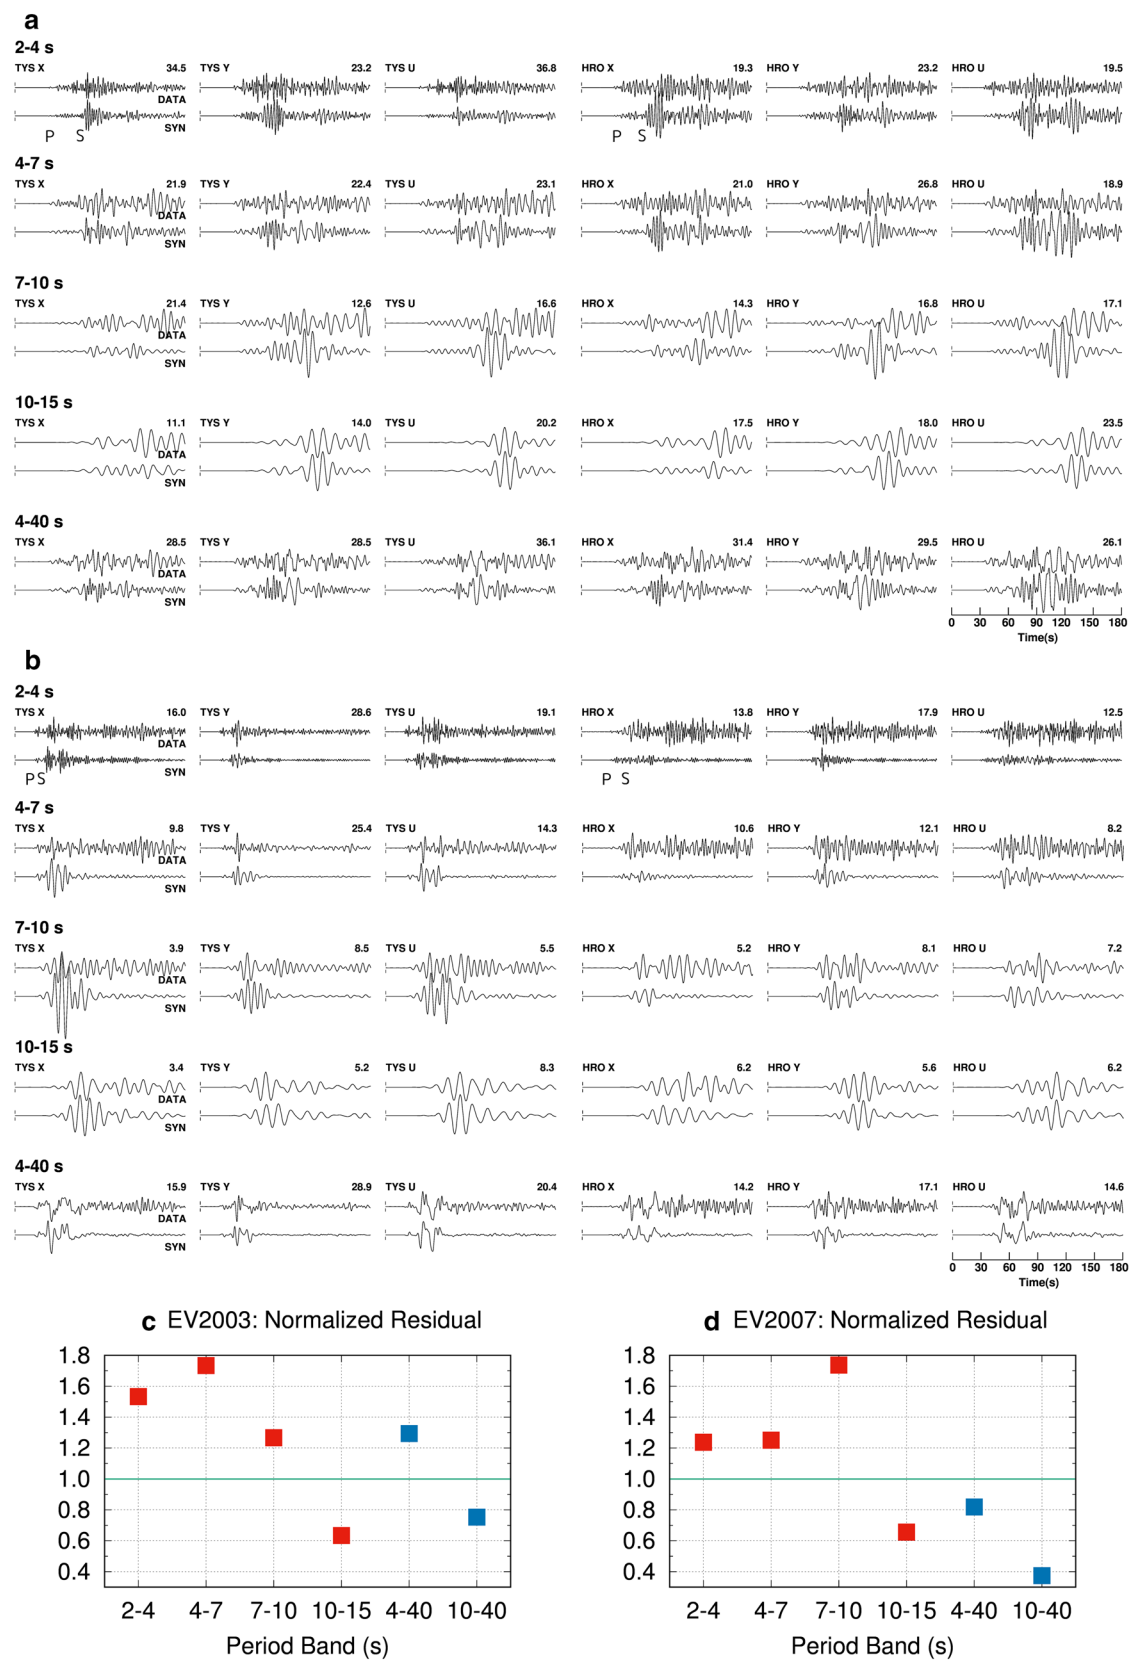 a
2-4 s
TYS X 34.5 TYS Y 23.2 TYS U 36.8 HRO X 19.3 HRO Y 23.2 HRO U 19.5
DATA
SYN
P S P S
4-7 s
TYS X 21.9 TYS Y 22.4 TYS U 23.1 HRO X 21.0 HRO Y 26.8 HRO U 18.9
DATA
SYN
7-10 s
TYS X 21.4 TYS Y 12.6 TYS U 16.6 HRO X 14.3 HRO Y 16.8 HRO U 17.1
DATA
SYN
10-15 s
TYS X 11.1 TYS Y 14.0 TYS U 20.2 HRO X 17.5 HRO Y 18.0 HRO U 23.5
DATA
SYN
4-40 s
TYS X 28.5 TYS Y 28.5 TYS U 36.1 HRO X 31.4 HRO Y 29.5 HRO U 26.1
DATA
SYN
0 30 60 90 120 150 180
Time(s)
b
2-4 s
TYS X 16.0 TYS Y 28.6 TYS U 19.1 HRO X 13.8 HRO Y 17.9 HRO U 12.5
DATA
SYN
P S P S
4-7 s
TYS X 9.8 TYS Y 25.4 TYS U 14.3 HRO X 10.6 HRO Y 12.1 HRO U 8.2
DATA
SYN
7-10 s
TYS X 3.9 TYS Y 8.5 TYS U 5.5 HRO X 5.2 HRO Y 8.1 HRO U 7.2
DATA
SYN
10-15 s
TYS X 3.4 TYS Y 5.2 TYS U 8.3 HRO X 6.2 HRO Y 5.6 HRO U 6.2
DATA
SYN
4-40 s
TYS X 15.9 TYS Y 28.9 TYS U 20.4 HRO X 14.2 HRO Y 17.1 HRO U 14.6
DATA
SYN
0 30 60 90 120 150 180
Time(s)
c EV2003: Normalized Residual
1.8
1.6
1.4
1.2
1.0
0.8
0.6
0.4
2-4 4-7 7-10 10-15 4-40 10-40
Period Band (s)
d EV2007: Normalized Residual
1.8
1.6
1.4
1.2
1.0
0.8
0.6
0.4
2-4 4-7 7-10 10-15 4-40 10-40
Period Band (s)